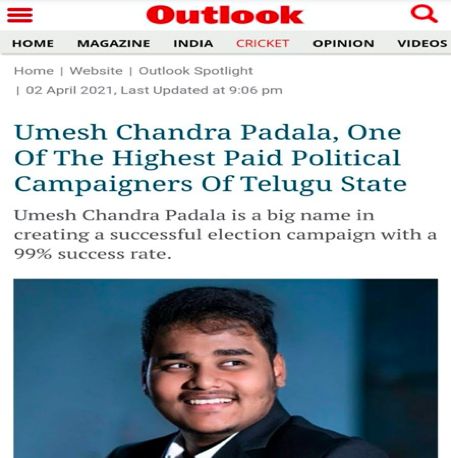 Outlook
HOME MAGAZINE INDIA CRICKET OPINION VIDEOS
Home | Website | Outlook Spotlight
| 02 April 2021, Last Updated at 9:06 pm
Umesh Chandra Padala, One
Of The Highest Paid Political
Campaigners Of Telugu State
Umesh Chandra Padala is a big name in
creating a successful election campaign with a
99% success rate.